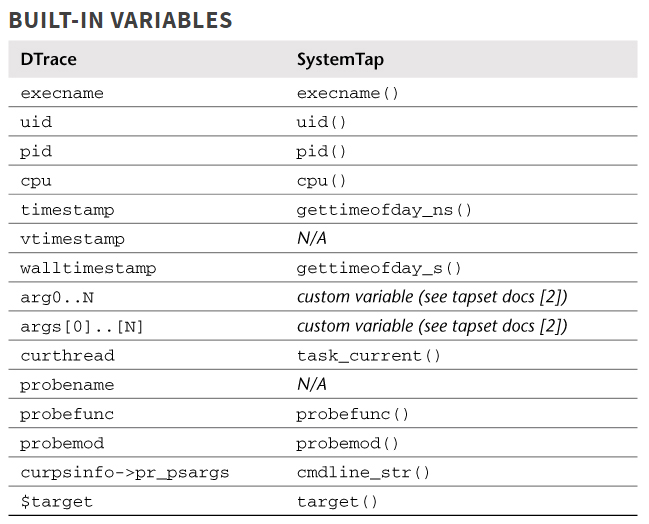 BUILT-IN VARIABLES
DTrace SystemTap
execname execname()
uid uid()
pid pid()
cpu cpu()
timestamp gettimeofday_ns()
vtimestamp N/A
walltimestamp gettimeofday_s()
arg0..N custom variable (see tapset docs [2])
args[0]..[N] custom variable (see tapset docs [2])
curthread task_current()
probename N/A
probefunc probefunc()
probemod probemod()
curpsinfo->pr_psargs cmdline_str()
$target target()